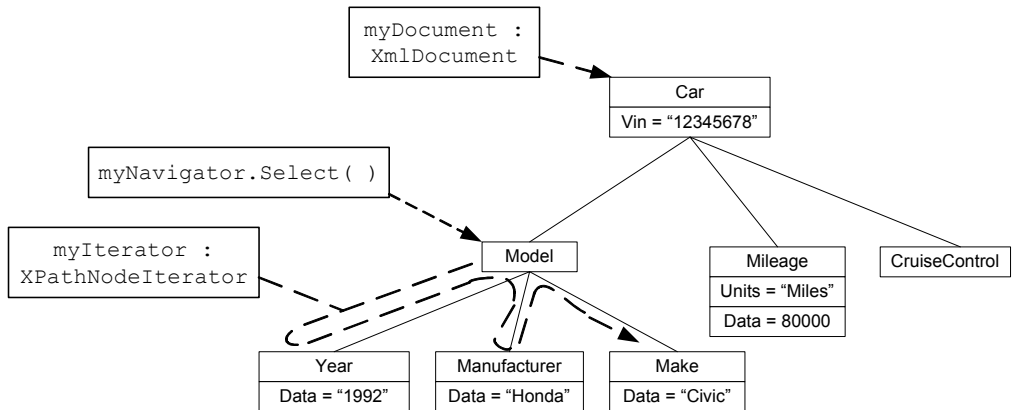 myDocument :
XmlDocument
Car
Vin = “12345678”
myNavigator.Select( )
myIterator :
XPathNodeIterator
Model
Mileage
Units = “Miles”
Data = 80000
CruiseControl
Year
Data = “1992”
Manufacturer
Data = “Honda”
Make
Data = “Civic”